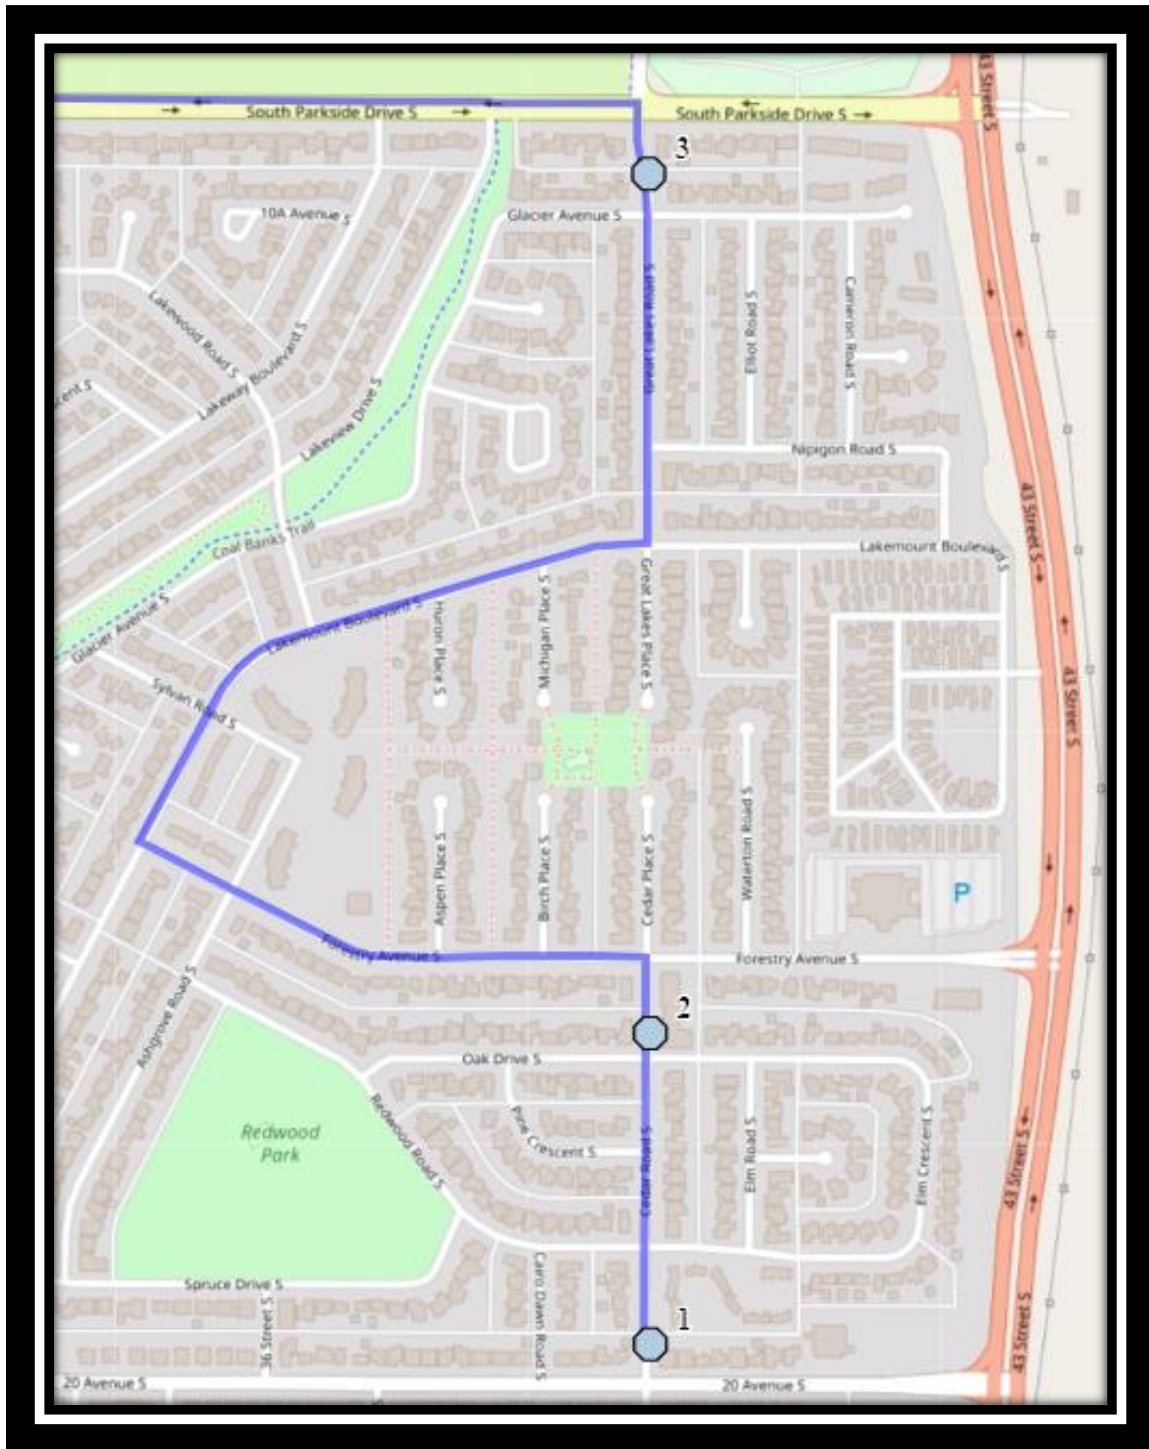 43 Street S
South Parkside Drive S
South Parkside Drive S
3
10A Avenue S
Glacier Avenue S
Great Lakes Road S
Lakewood Road S
Lakeway Boulevard S
Elliot Road S
Cameron Road S
cent S
Lakeview Drive S
Nipigon Road S
43 Street S
Coal Banks Trail
Lakemount Boulevard S
Glacier Avenue S
Lakemount Boulevard S
Huron Place S
Michigan Place S
Great Lakes Place S
Sylvan Road S
43 Street S
Aspen Place S
Birch Place S
Cedar Place S
Waterton Road S
P
Forestry Avenue S
Forestry Avenue S
Ashgrove Road S
2
Oak Drive S
Redwood Park
Redwood Road S
Pine Crescent S
Cedar Road S
Elm Road S
Elm Crescent S
43 Street S
Spruce Drive S
36 Street S
Cairo Dawn Road S
1
43 Street S
20 Avenue S
20 Avenue S
S